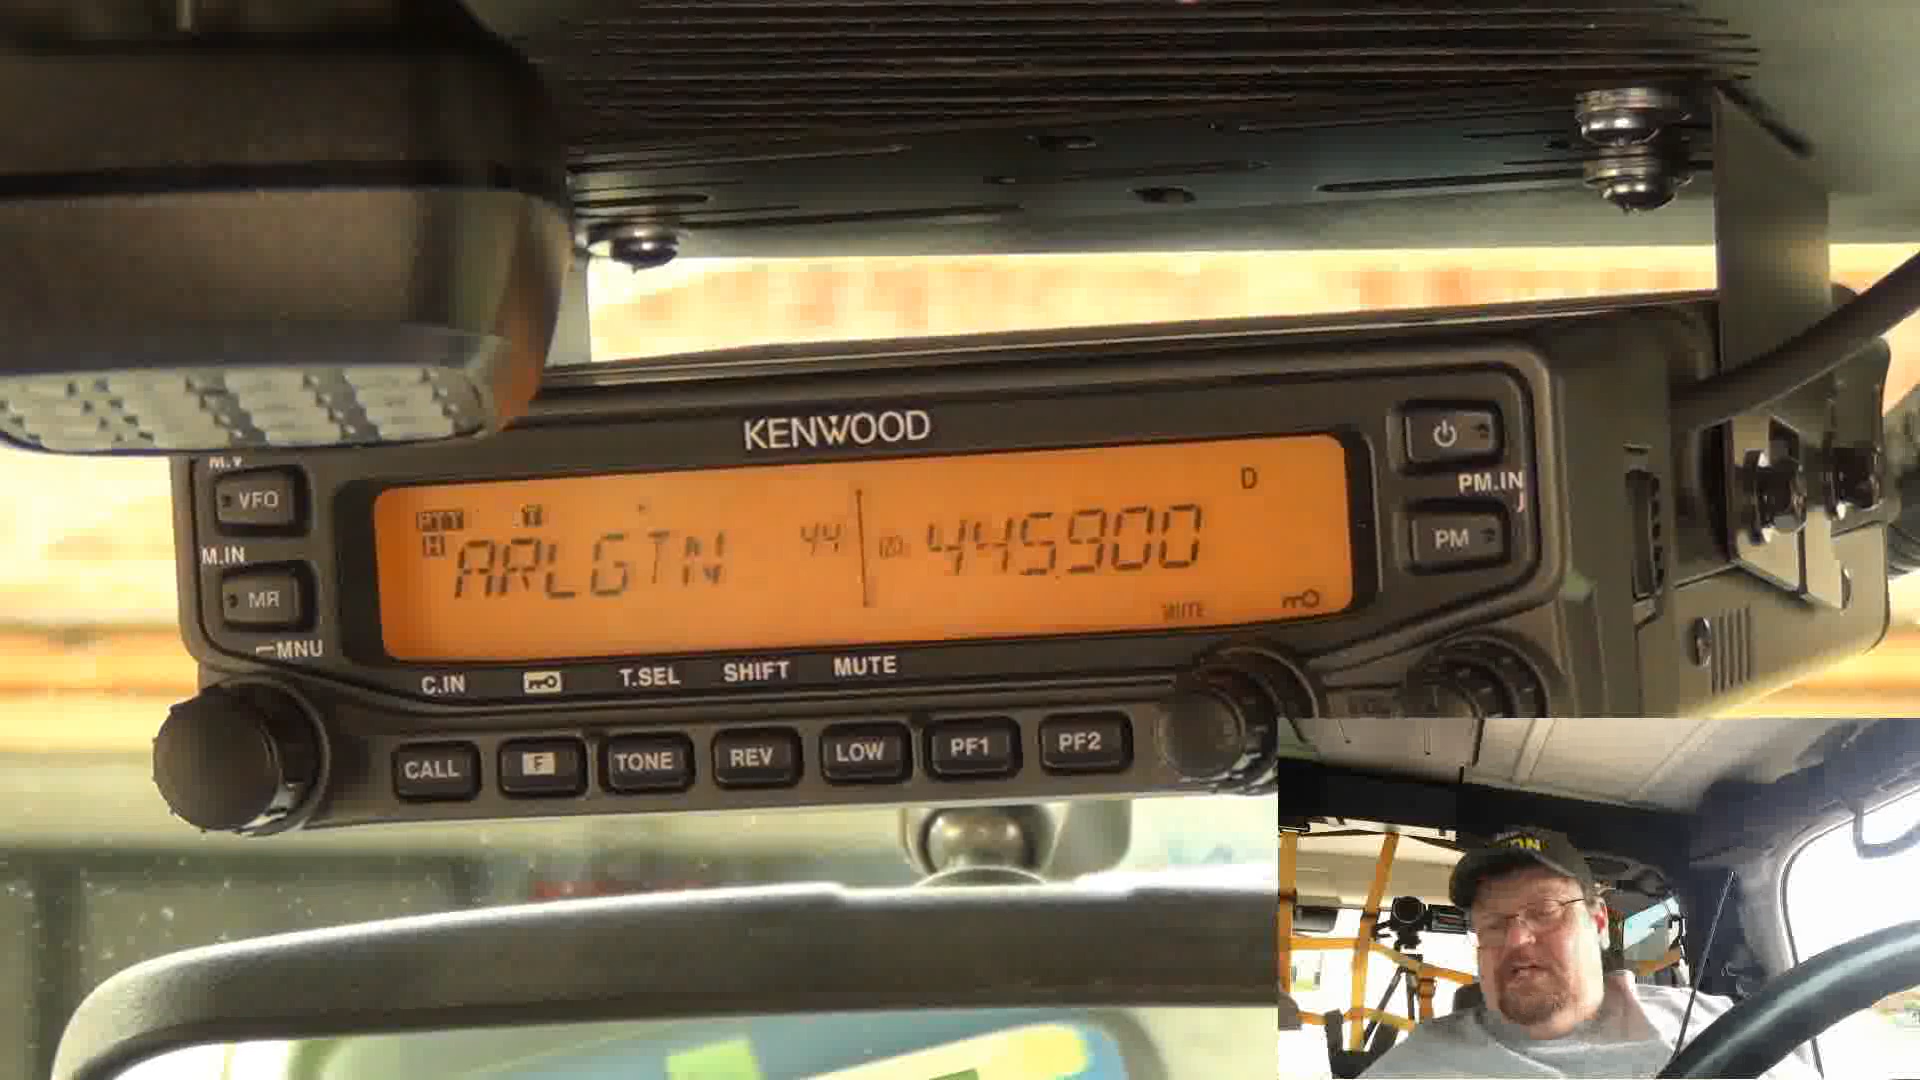 KENWOOD
M.V
VFO
M.IN
MR
MNU
PTT T
H ARLGTN 44
445900
D
MUTE
PM.IN
PM
C.IN T.SEL SHIFT MUTE
CALL F TONE REV LOW PF1 PF2